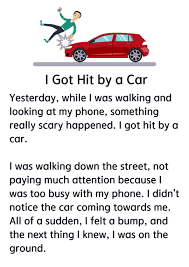 I Got Hit by a Car
Yesterday, while I was walking and
looking at my phone, something
really scary happened. I got hit by a
car.
I was walking down the street, not
paying much attention because I
was too busy with my phone. I didn't
notice the car coming towards me.
All of a sudden, I felt a bump, and
the next thing I knew, I was on the
ground.